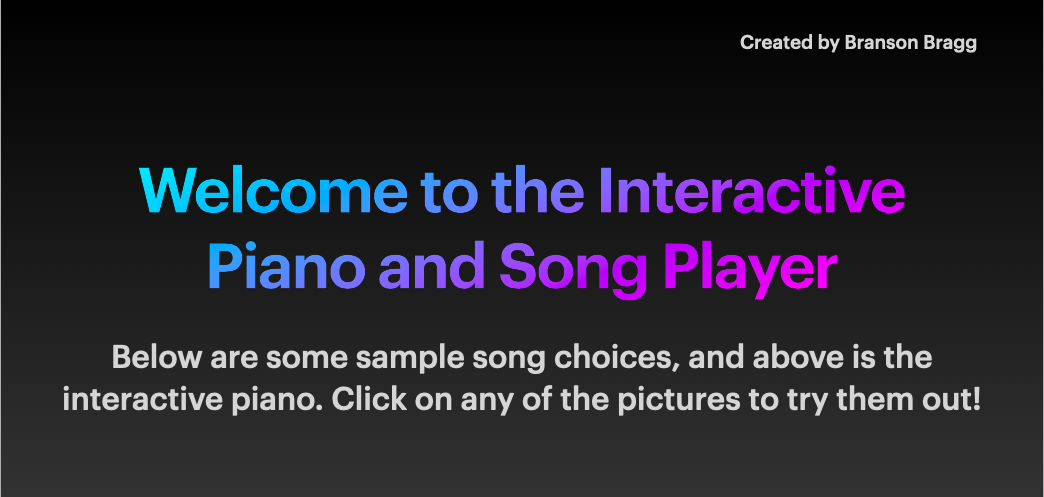 Created by Branson Bragg
Welcome to the Interactive
Piano and Song Player
Below are some sample song choices, and above is the
interactive piano. Click on any of the pictures to try them out!